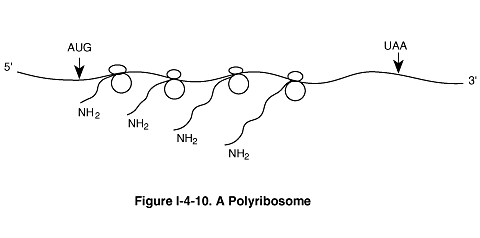 AUG
UAA
5'
3'
NH2
NH2
NH2
NH2
Figure I-4-10. A Polyribosome